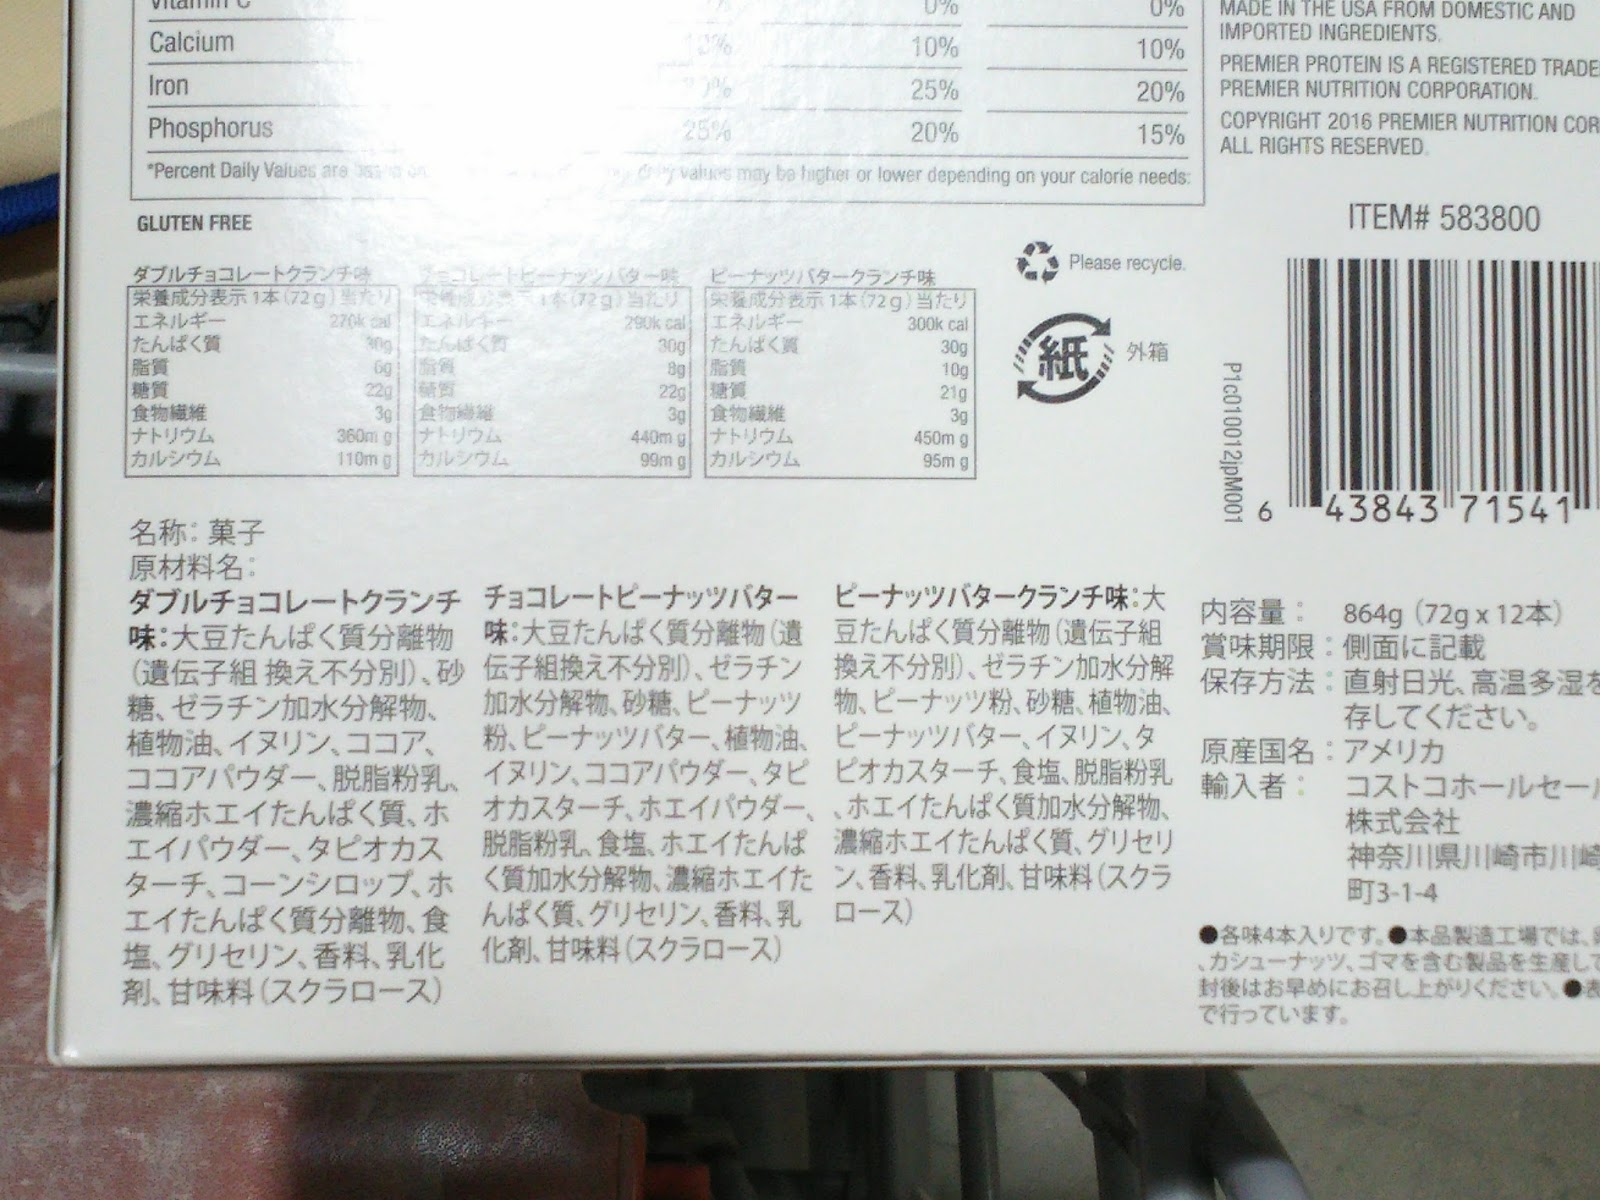 Vitamin C 0% 0%
Calcium 10% 10%
Iron 25% 20%
Phosphorus 25% 20% 15%
*Percent Daily Values are values may be higher or lower depending on your calorie needs:
GLUTEN FREE
MADE IN THE USA FROM DOMESTIC AND
IMPORTED INGREDIENTS.
PREMIER PROTEIN IS A REGISTERED
PREMIER NUTRITION CORPORATION.
COPYRIGHT 2016 PREMIER NUTRITION
ALL RIGHTS RESERVED.
ITEM# 583800
Please recycle.
紙 外箱
P1c010012jpM001
6 43843 71541
ダブルチョコレートクランチ味
栄養成分表示 1本(72g)当たり
エネルギー 270k cal
たんぱく質 30g
脂質 6g
糖質 22g
食物繊維 3g
ナトリウム 360m g
カルシウム 110m g
チョコレートピーナッツバター味
栄養成分表示 1本(72g)当たり
エネルギー 290k cal
たんぱく質 30g
脂質 8g
糖質 22g
食物繊維 3g
ナトリウム 440m g
カルシウム 99m g
ピーナッツバタークランチ味
栄養成分表示 1本(72g)当たり
エネルギー 300k cal
たんぱく質 30g
脂質 10g
糖質 21g
食物繊維 3g
ナトリウム 450m g
カルシウム 95m g
名称: 菓子
原材料名:
ダブルチョコレートクランチ
味:大豆たんぱく質分離物
(遺伝子組 換え不分別)、砂
糖、ゼラチン加水分解物、
植物油、イヌリン、ココア、
ココアパウダー、脱脂粉乳、
濃縮ホエイたんぱく質、ホ
エイパウダー、タピオカス
ターチ、コーンシロップ、ホ
エイたんぱく質分離物、食
塩、グリセリン、香料、乳化
剤、甘味料(スクラロース)
チョコレートピーナッツバター
味:大豆たんぱく質分離物(遺
伝子組換え不分別)、ゼラチン
加水分解物、砂糖、ピーナッツ
粉、ピーナッツバター、植物油、
イヌリン、ココアパウダー、タピ
オカスターチ、ホエイパウダー、
脱脂粉乳、食塩、ホエイたんぱ
く質加水分解物、濃縮ホエイた
んぱく質、グリセリン、香料、乳
化剤、甘味料(スクラロース)
ピーナッツバタークランチ味:大
豆たんぱく質分離物(遺伝子組
換え不分別)、ゼラチン加水分解
物、ピーナッツ粉、砂糖、植物油、
ピーナッツバター、イヌリン、タ
ピオカスターチ、食塩、脱脂粉乳
、ホエイたんぱく質加水分解物、
濃縮ホエイたんぱく質、グリセリ
ン、香料、乳化剤、甘味料(スクラ
ロース)
内容量: 864g (72g x 12本)
賞味期限:側面に記載
保存方法:直射日光、高温多湿を
存してください。
原産国名:アメリカ
輸入者: コストコホールセール
株式会社
神奈川県川崎市川崎
町3-1-4
●各味4本入りです。●本品製造工場では、
、カシューナッツ、ゴマを含む製品を生産して
封後はお早めにお召し上がりください。●表
で行っています。